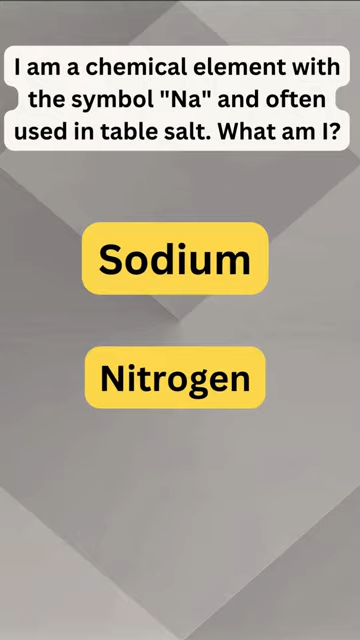 I am a chemical element with
the symbol "Na" and often
used in table salt. What am I?
Sodium
Nitrogen